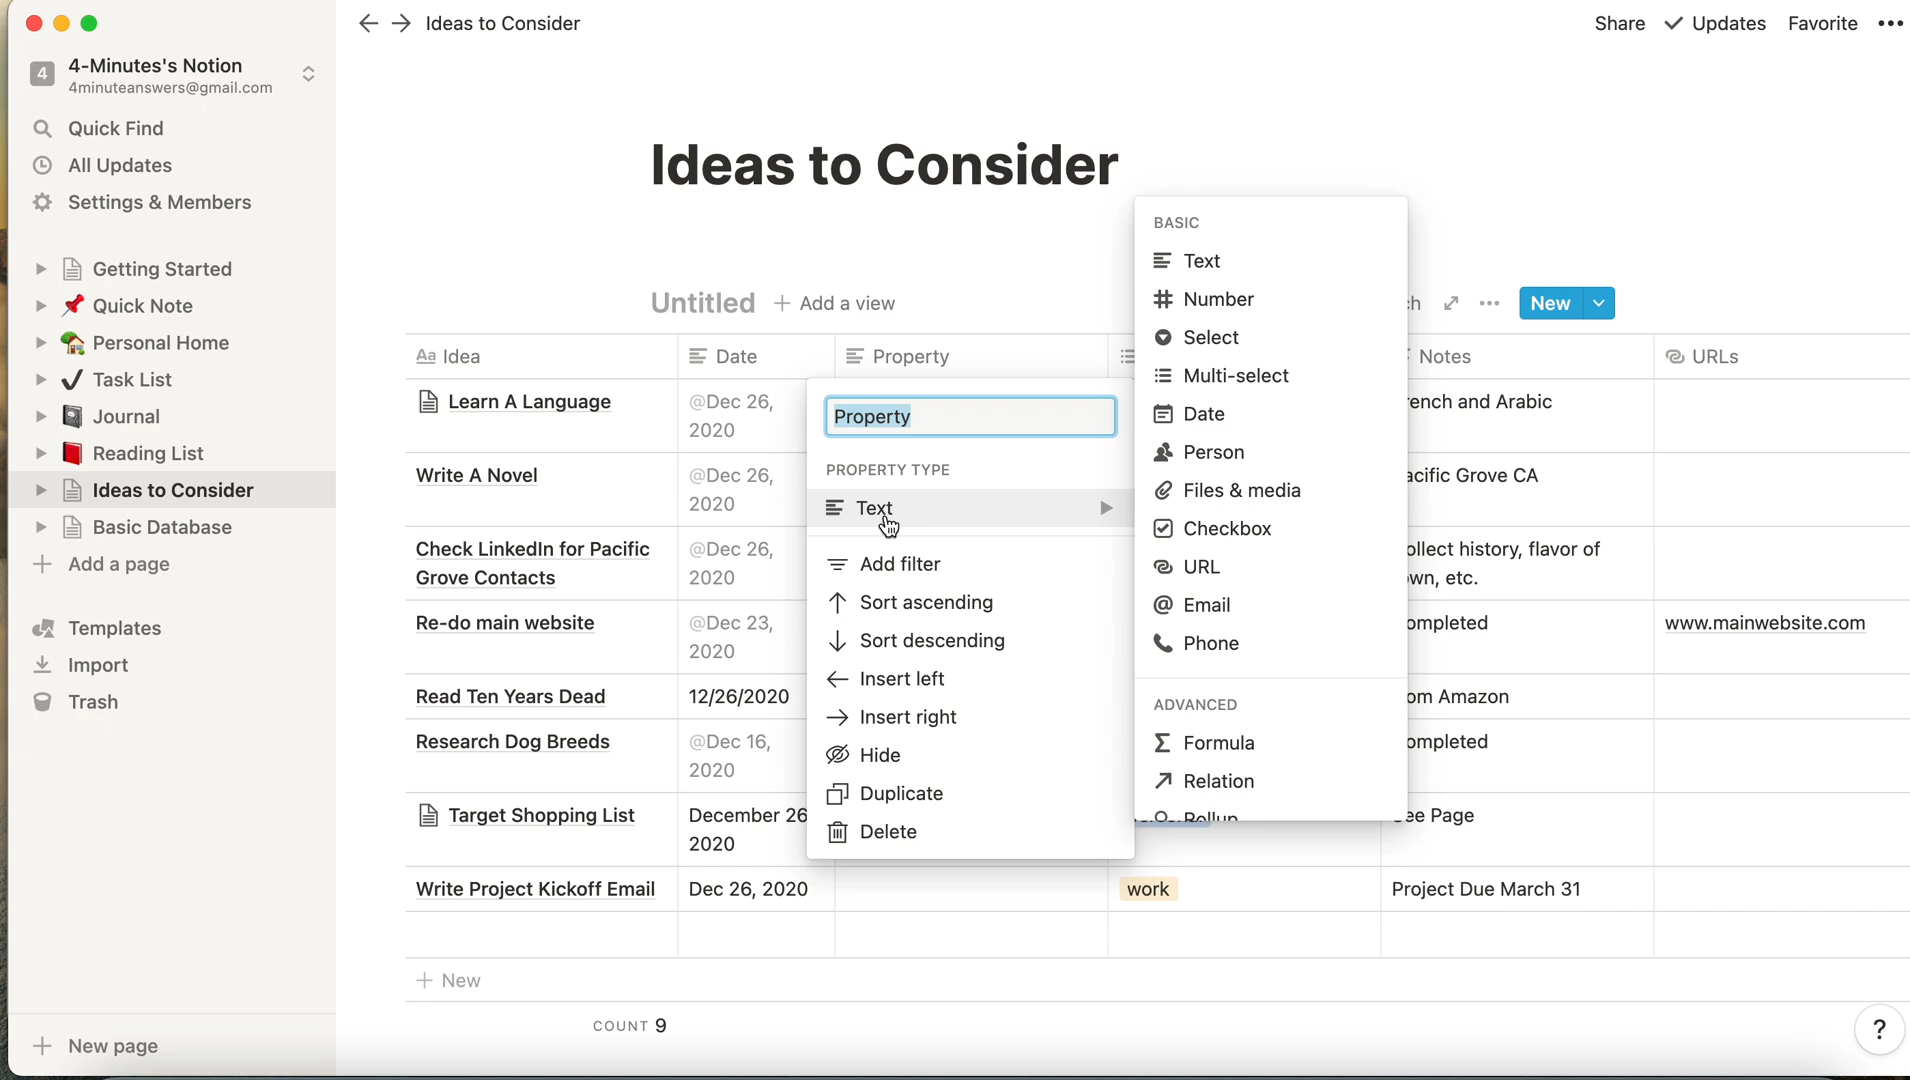 Ideas to Consider
Share
Updates
Favorite
4
4-Minutes's Notion
4minuteanswers@gmail.com
Quick Find
All Updates
Settings & Members
Getting Started
Quick Note
Personal Home
Task List
Journal
Reading List
Ideas to Consider
Basic Database
Add a page
Templates
Import
Trash
New page
Ideas to Consider
Untitled
Add a view
New
Aa Idea
Date
Property
Notes
URLs
Learn A Language
@Dec 26,
2020
and Arabic
Write A Novel
@Dec 26,
2020
Grove CA
Check LinkedIn for Pacific
Grove Contacts
@Dec 26,
2020
history, flavor of
etc.
Re-do main website
@Dec 23,
2020
www.mainwebsite.com
Read Ten Years Dead
12/26/2020
Amazon
Research Dog Breeds
@Dec 16,
2020
Target Shopping List
December 26
2020
Page
Write Project Kickoff Email
Dec 26, 2020
work
Project Due March 31
+ New
COUNT 9
Property
PROPERTY TYPE
Text
Add filter
Sort ascending
Sort descending
Insert left
Insert right
Hide
Duplicate
Delete
BASIC
Text
Number
Select
Multi-select
Date
Person
Files & media
Checkbox
URL
Email
Phone
ADVANCED
Formula
Relation
Rollup
?